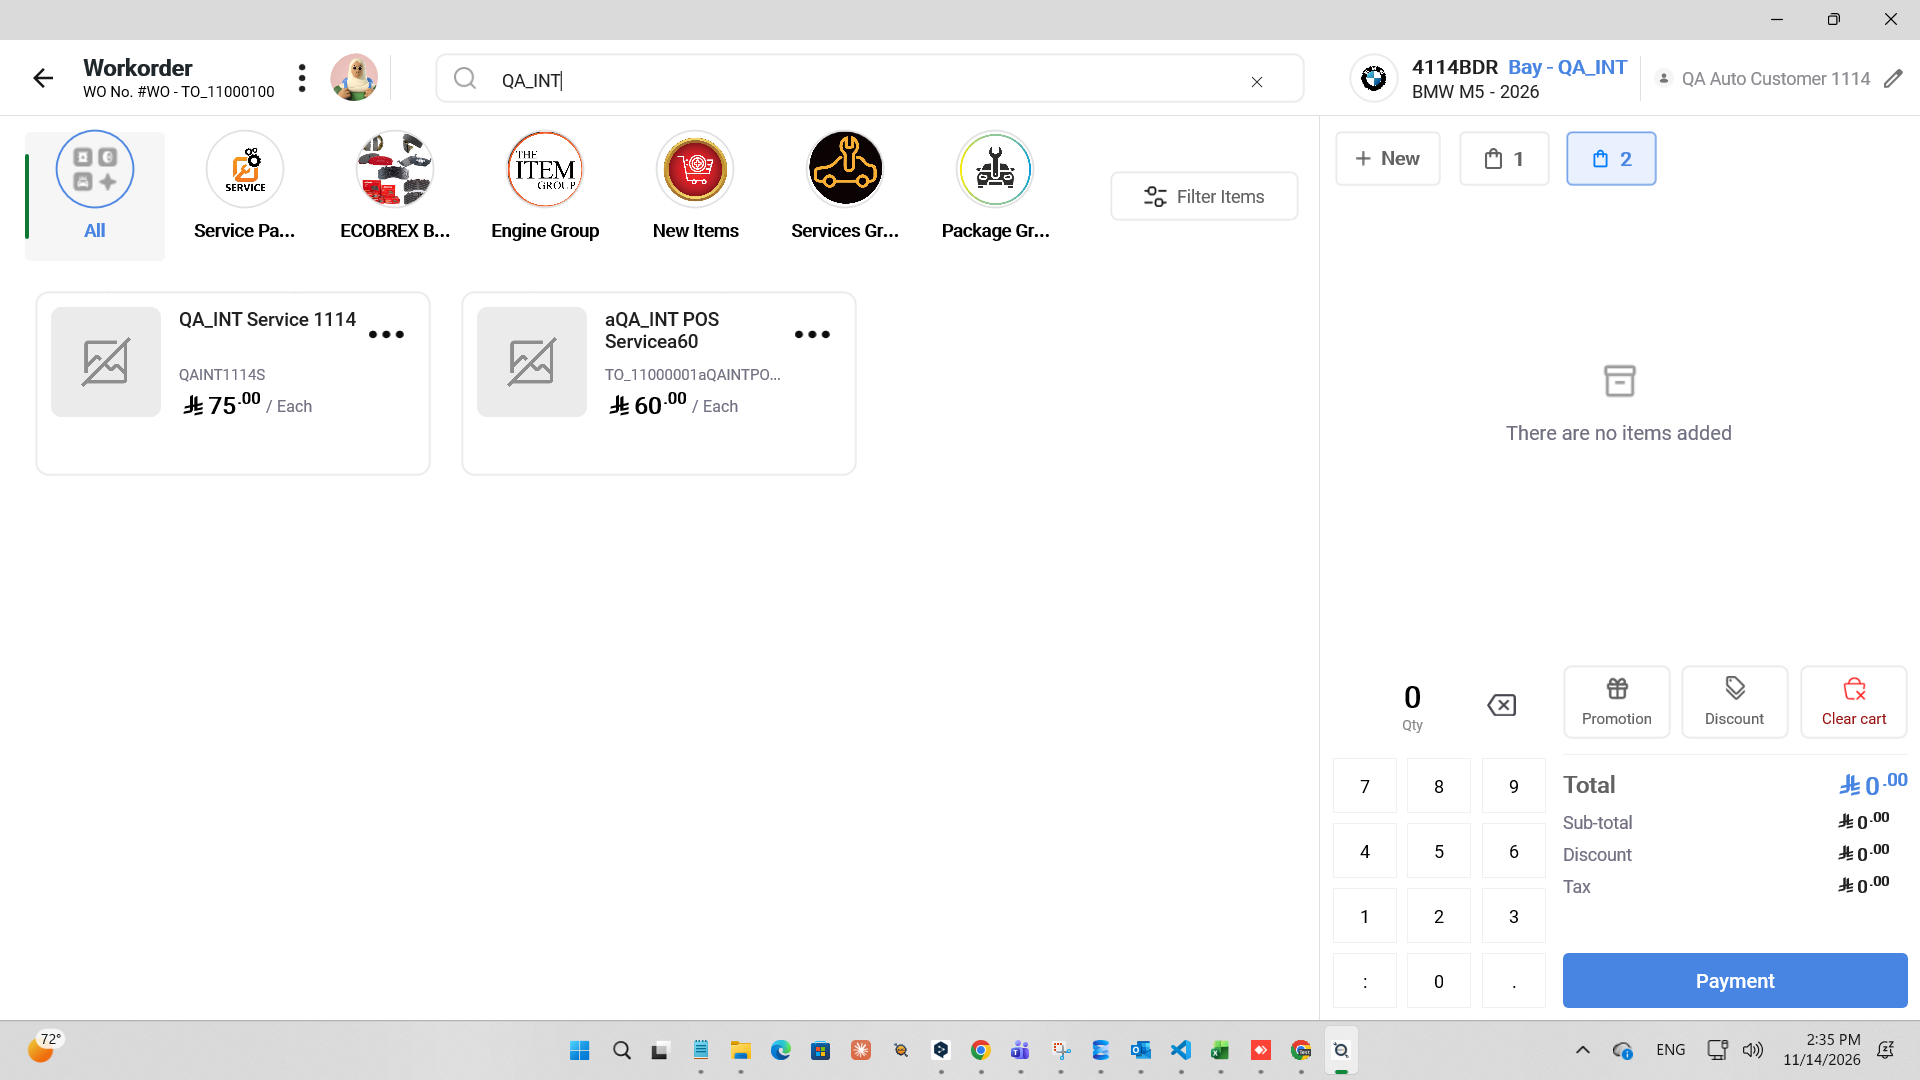 Workorder
WO No. #WO - TO_11000100
QA_INT
4114BDR Bay - QA_INT
BMW M5 - 2026
QA Auto Customer 1114
All
SERVICE
Service Pa...
ECOBREX B...
THE
ITEM
GROUP
Engine Group
New Items
Services Gr...
Package Gr...
Filter Items
+ New
1
2
QA_INT Service 1114
QAINT1114S
75.00 / Each
aQA_INT POS
Servicea60
TO_11000001aQAINTPO...
60.00 / Each
There are no items added
0
Qty
Promotion
Discount
Clear cart
7 8 9
4 5 6
1 2 3
: 0 .
Total 0.00
Sub-total 0.00
Discount 0.00
Tax 0.00
Payment
72°
ENG
2:35 PM
11/14/2026